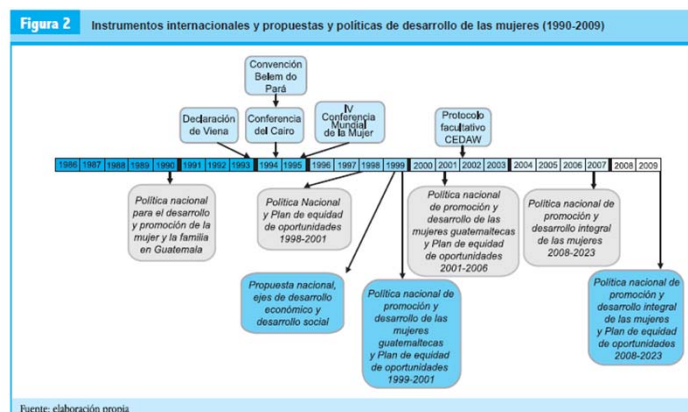 Figura 2 Instrumentos internacionales y propuestas y políticas de desarrollo de las mujeres (1990-2009)
Convención
Belem do
Pará
Declaración
de Viena
Conferencia
del Cairo
IV
Conferencia
Mundial
de la Mujer
Protocolo
facultativo
CEDAW
1986 1987 1988 1989 1990 1991 1992 1993 1994 1995 1996 1997 1998 1999 2000 2001 2002 2003 2004 2005 2006 2007 2008 2009
Política nacional
para el desarrollo
y promoción de la
mujer y la familia
en Guatemala
Política Nacional
y Plan de equidad
de oportunidades
1998-2001
Política nacional
de promoción y
desarrollo de las
mujeres guatemaltecas
y Plan de equidad
de oportunidades
2001-2006
Política nacional
de promoción y
desarrollo integral
de las mujeres
2008-2023
Propuesta nacional,
ejes de desarrollo
económico y
desarrollo social
Política nacional
de promoción y
desarrollo de las
mujeres
guatemaltecas
y Plan de equidad
de oportunidades
1999-2001
Política nacional
de promoción y
desarrollo integral
de las mujeres
y Plan de equidad
de oportunidades
2008-2023
Fuente: elaboración propia